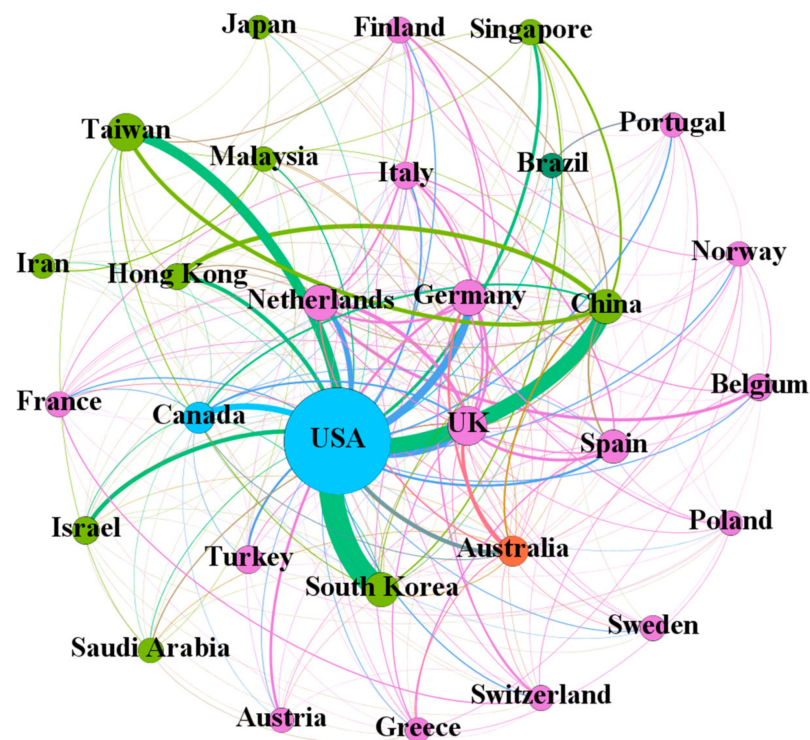 Japan
Finland
Singapore
Taiwan
Portugal
Malaysia
Brazil
Italy
Norway
Iran
Hong Kong
Netherlands
Germany
China
Belgium
France
Canada
UK
USA
Spain
Israel
Poland
Turkey
Australia
South Korea
Sweden
Saudi Arabia
Switzerland
Austria
Greece